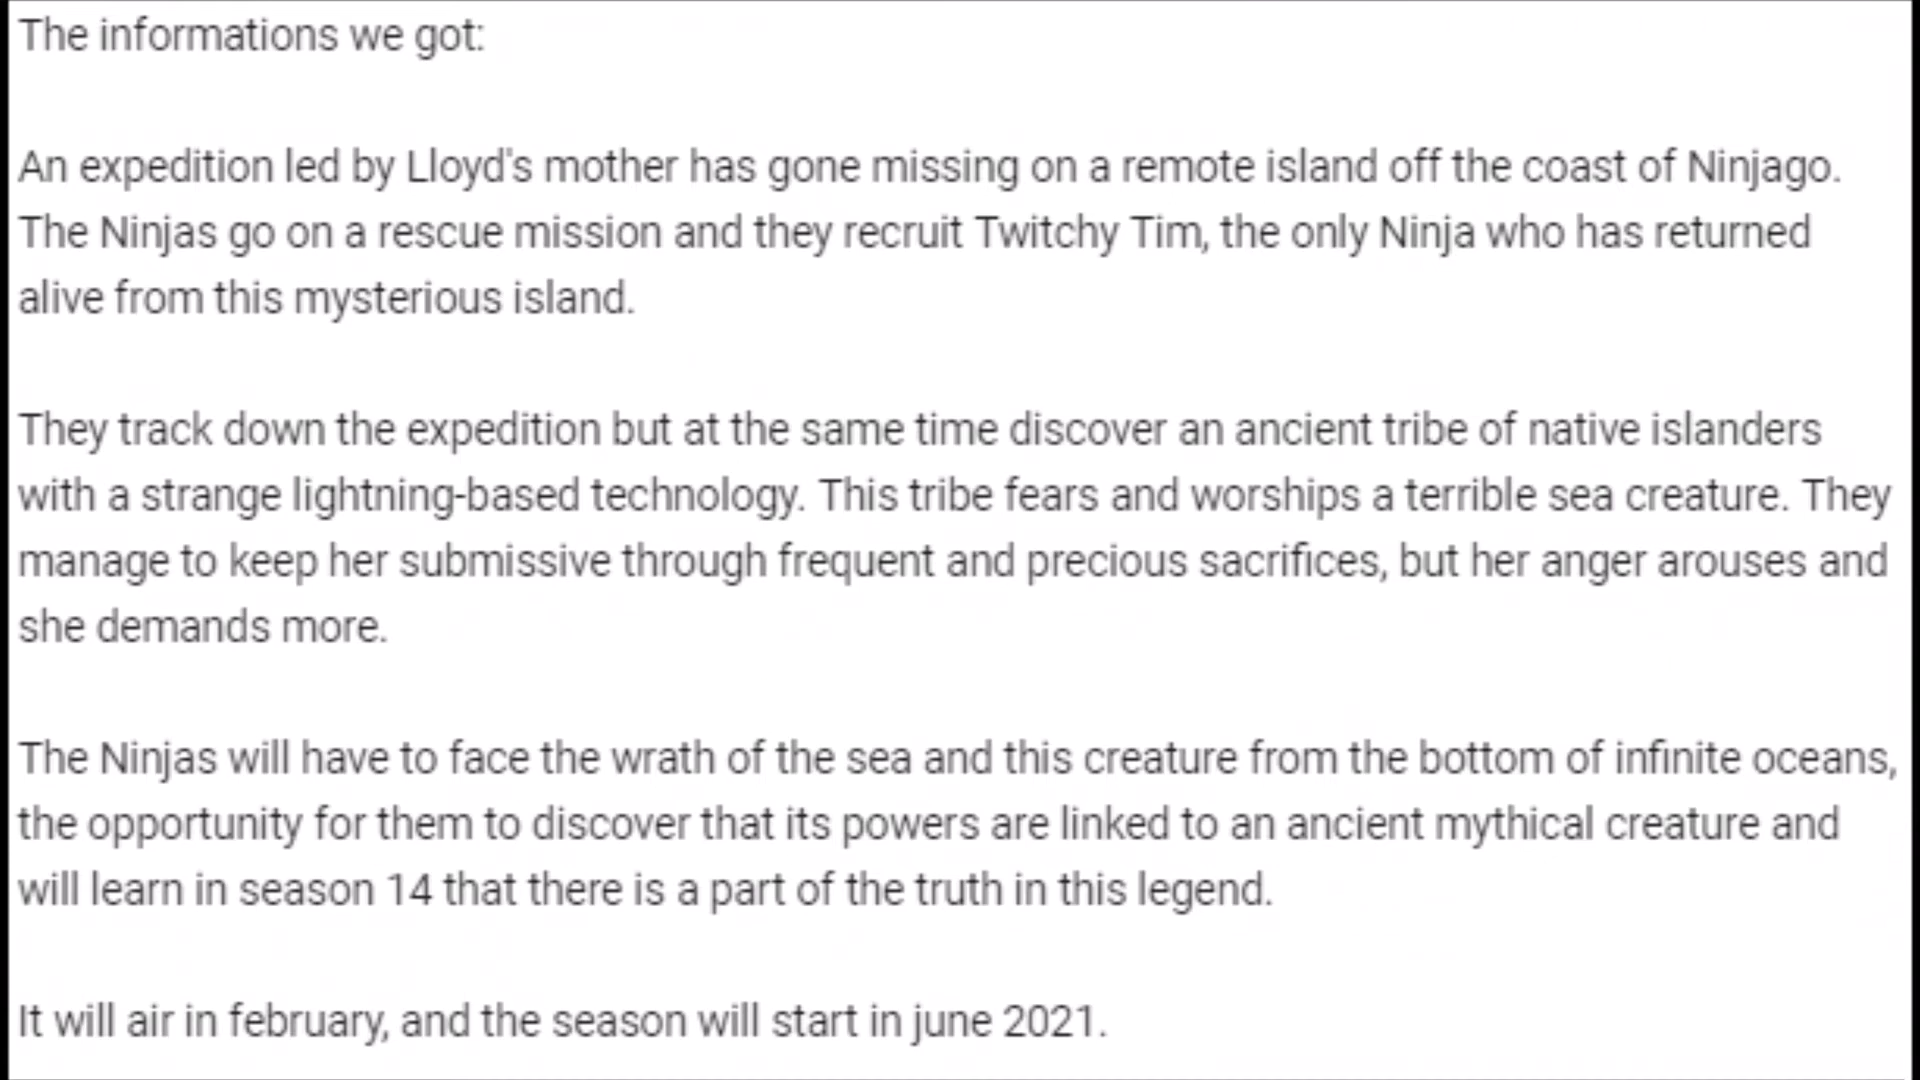 The informations we got:
An expedition led by Lloyd's mother has gone missing on a remote island off the coast of Ninjago.
The Ninjas go on a rescue mission and they recruit Twitchy Tim, the only Ninja who has returned
alive from this mysterious island.
They track down the expedition but at the same time discover an ancient tribe of native islanders
with a strange lightning-based technology. This tribe fears and worships a terrible sea creature. They
manage to keep her submissive through frequent and precious sacrifices, but her anger arouses and
she demands more.
The Ninjas will have to face the wrath of the sea and this creature from the bottom of infinite oceans,
the opportunity for them to discover that its powers are linked to an ancient mythical creature and
will learn in season 14 that there is a part of the truth in this legend.
It will air in february, and the season will start in june 2021.